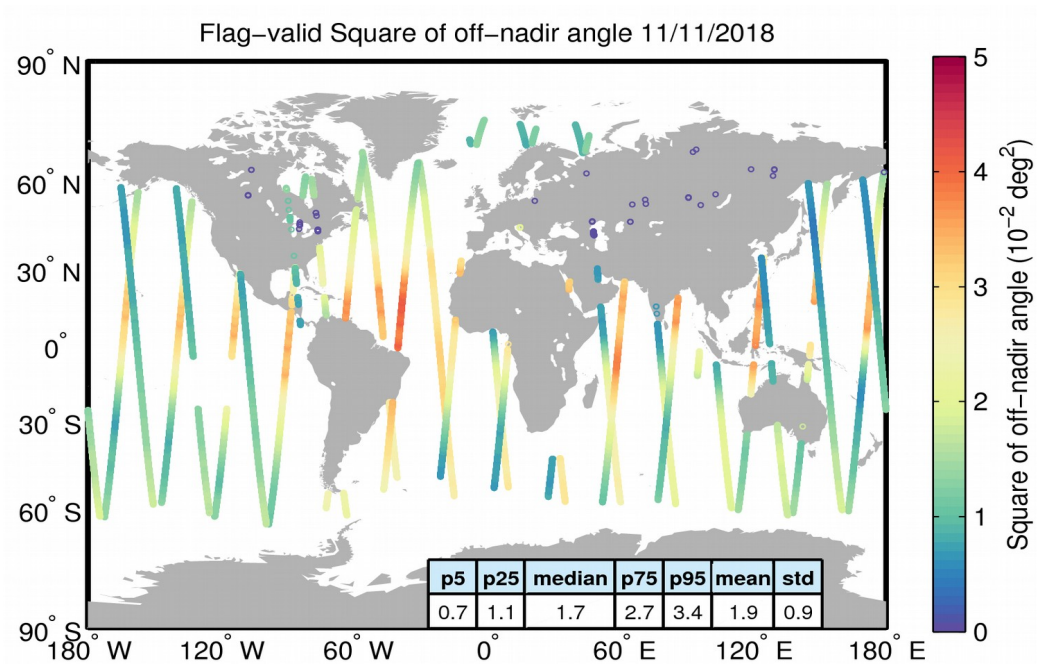 Flag−valid Square of off−nadir angle 11/11/2018
90° N
60° N
30° N
0°
30° S
60° S
90° S
180° W
120° W
60° W
0°
60° E
120° E
180° E
5
4
3
2
1
0
Square of off−nadir angle (10⁻² deg²)
p5 p25 median p75 p95 mean std
0.7 1.1 1.7 2.7 3.4 1.9 0.9